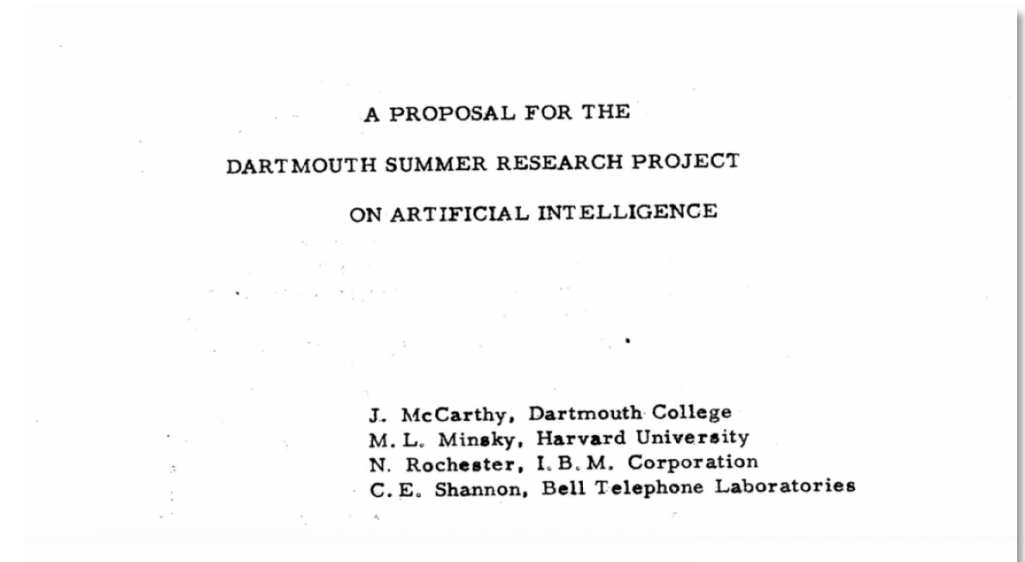 A PROPOSAL FOR THE
DARTMOUTH SUMMER RESEARCH PROJECT
ON ARTIFICIAL INTELLIGENCE
J. McCarthy, Dartmouth College
M. L. Minsky, Harvard University
N. Rochester, I. B. M. Corporation
C. E. Shannon, Bell Telephone Laboratories